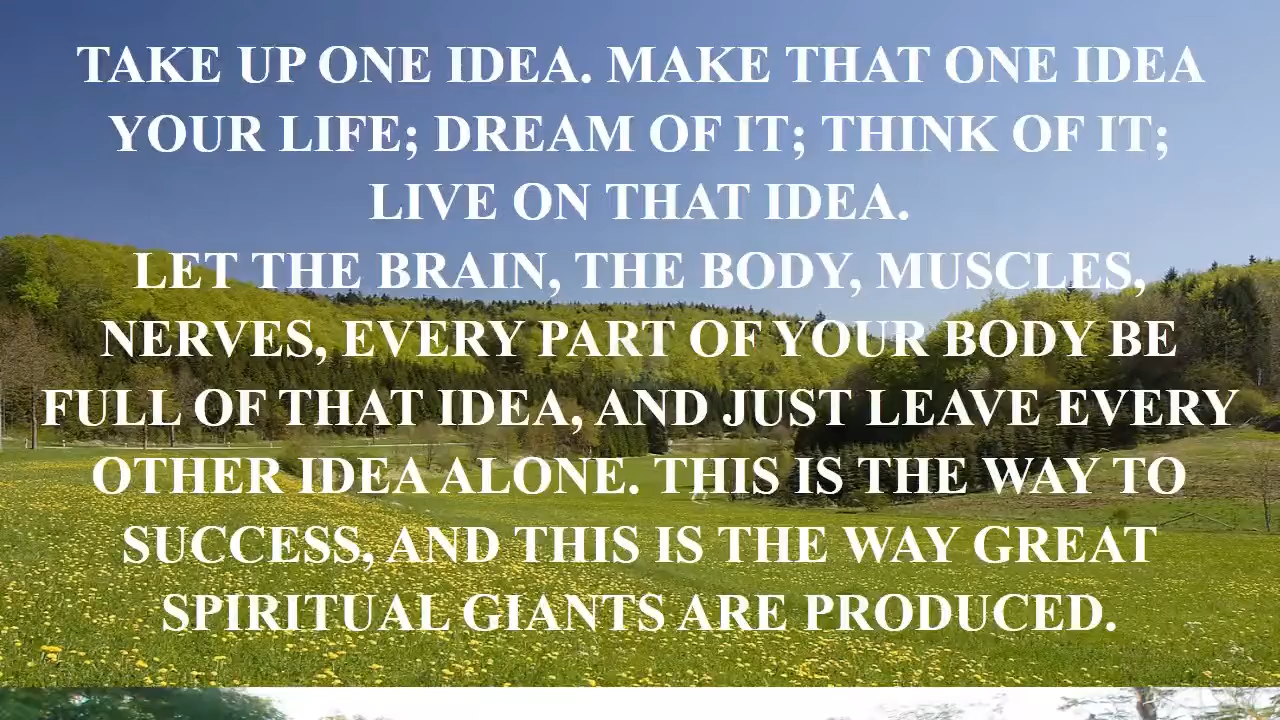 TAKE UP ONE IDEA. MAKE THAT ONE IDEA
YOUR LIFE; DREAM OF IT; THINK OF IT;
LIVE ON THAT IDEA.
LET THE BRAIN, THE BODY, MUSCLES,
NERVES, EVERY PART OF YOUR BODY BE
FULL OF THAT IDEA, AND JUST LEAVE EVERY
OTHER IDEA ALONE. THIS IS THE WAY TO
SUCCESS, AND THIS IS THE WAY GREAT
SPIRITUAL GIANTS ARE PRODUCED.